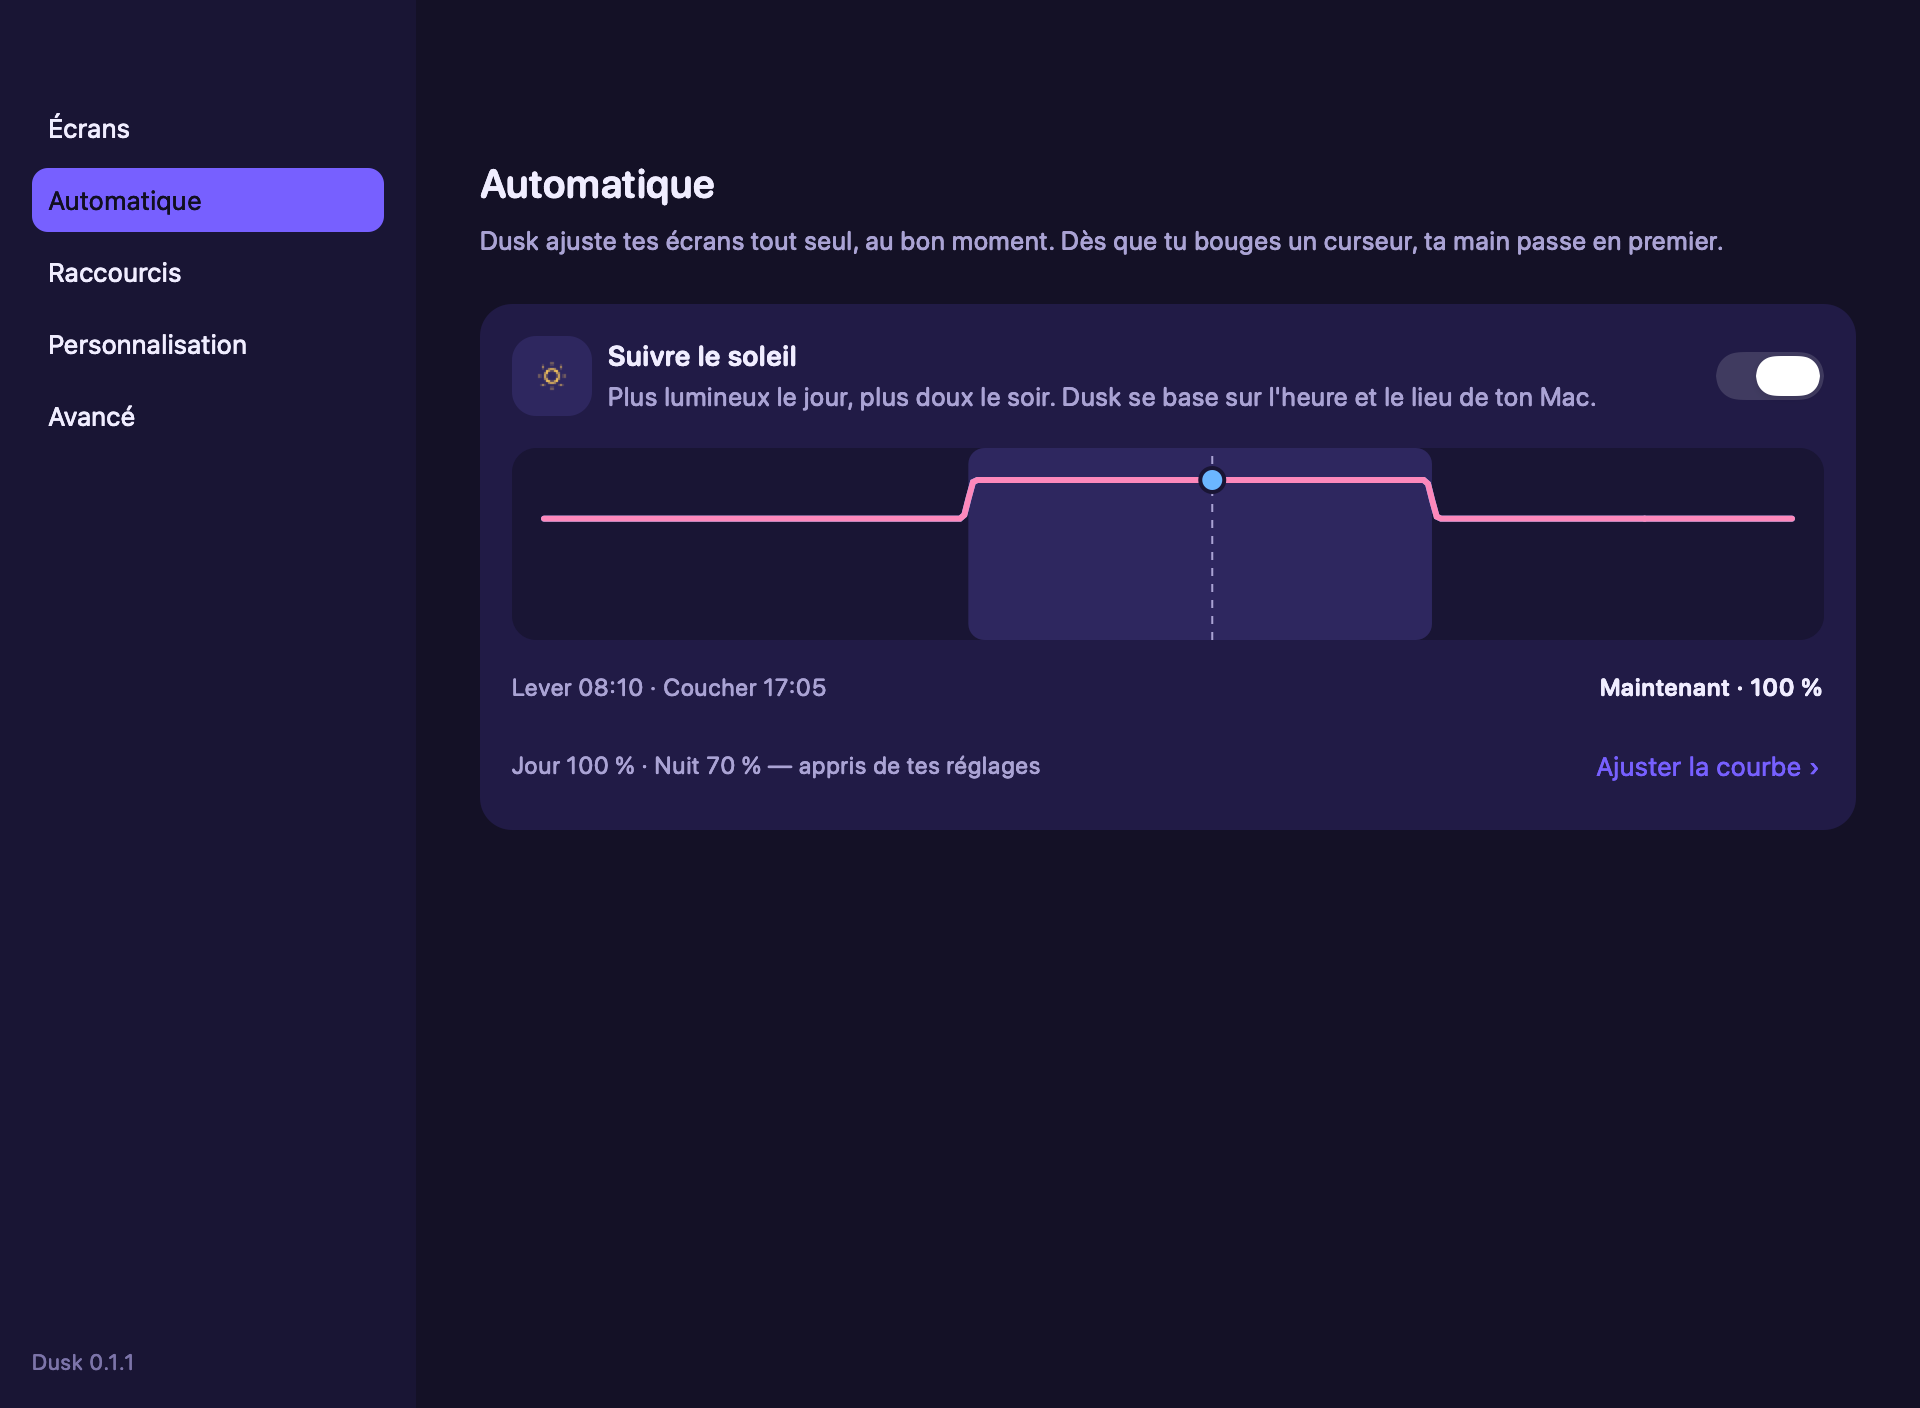 Écrans
Automatique
Raccourcis
Personnalisation
Avancé
Dusk 0.1.1
Automatique
Dusk ajuste tes écrans tout seul, au bon moment. Dès que tu bouges un curseur, ta main passe en premier.
Suivre le soleil
Plus lumineux le jour, plus doux le soir. Dusk se base sur l'heure et le lieu de ton Mac.
Lever 08:10 · Coucher 17:05
Maintenant · 100 %
Jour 100 % · Nuit 70 % — appris de tes réglages
Ajuster la courbe ›